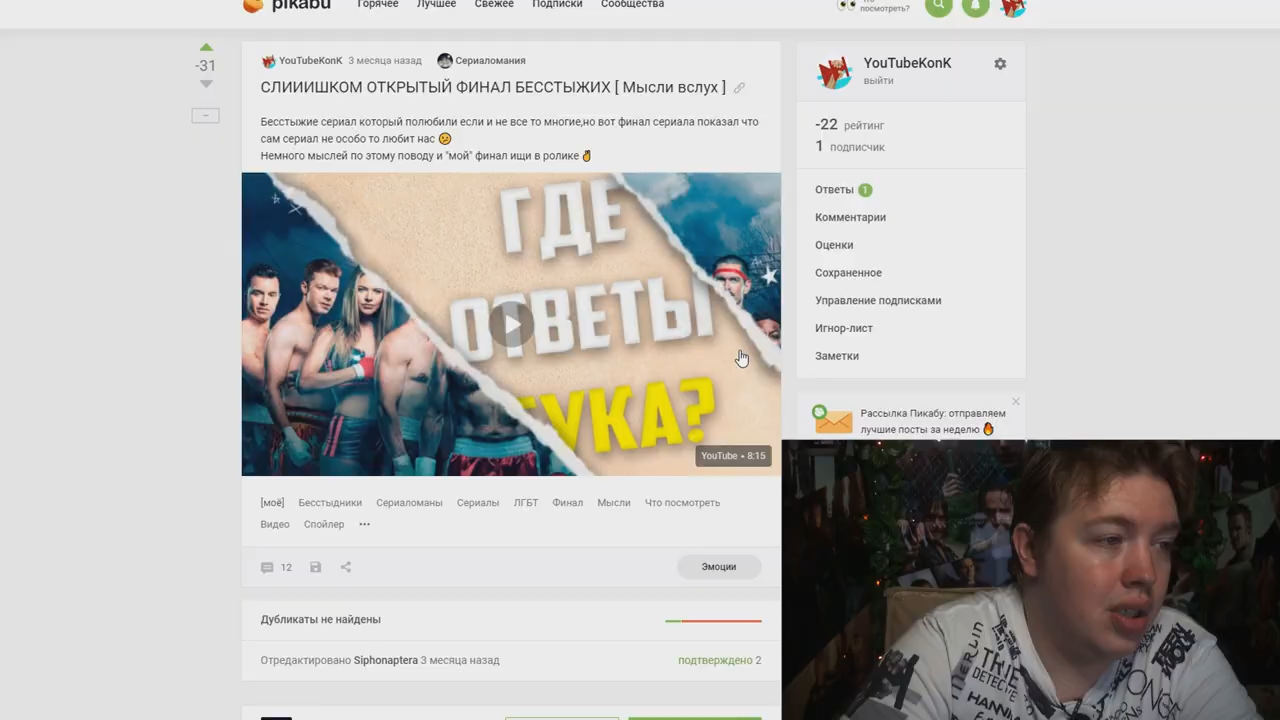 pikabu Горячее Лучшее Свежее Подписки Сообщества
посмотреть?
-31
YouTubeKonK 3 месяца назад Сериаломания
СЛИИИШКОМ ОТКРЫТЫЙ ФИНАЛ БЕССТЫЖИХ [ Мысли вслух ]
Бесстыжие сериал который полюбили если и не все то многие,но вот финал сериала показал что
сам сериал не особо то любит нас
Немного мыслей по этому поводу и "мой" финал ищи в ролике
ГДЕ
ОТВЕТЫ
УКА?
YouTube • 8:15
[моё] Бесстыдники Сериаломаны Сериалы ЛГБТ Финал Мысли Что посмотреть
Видео Спойлер •••
12 Эмоции
Дубликаты не найдены
Отредактировано Siphonaptera 3 месяца назад подтверждено 2
YouTubeKonK
выйти
-22 рейтинг
1 подписчик
Ответы 1
Комментарии
Оценки
Сохраненное
Управление подписками
Игнор-лист
Заметки
Рассылка Пикабу: отправляем
лучшие посты за неделю
TRUE
DETECTIVE
HANNI